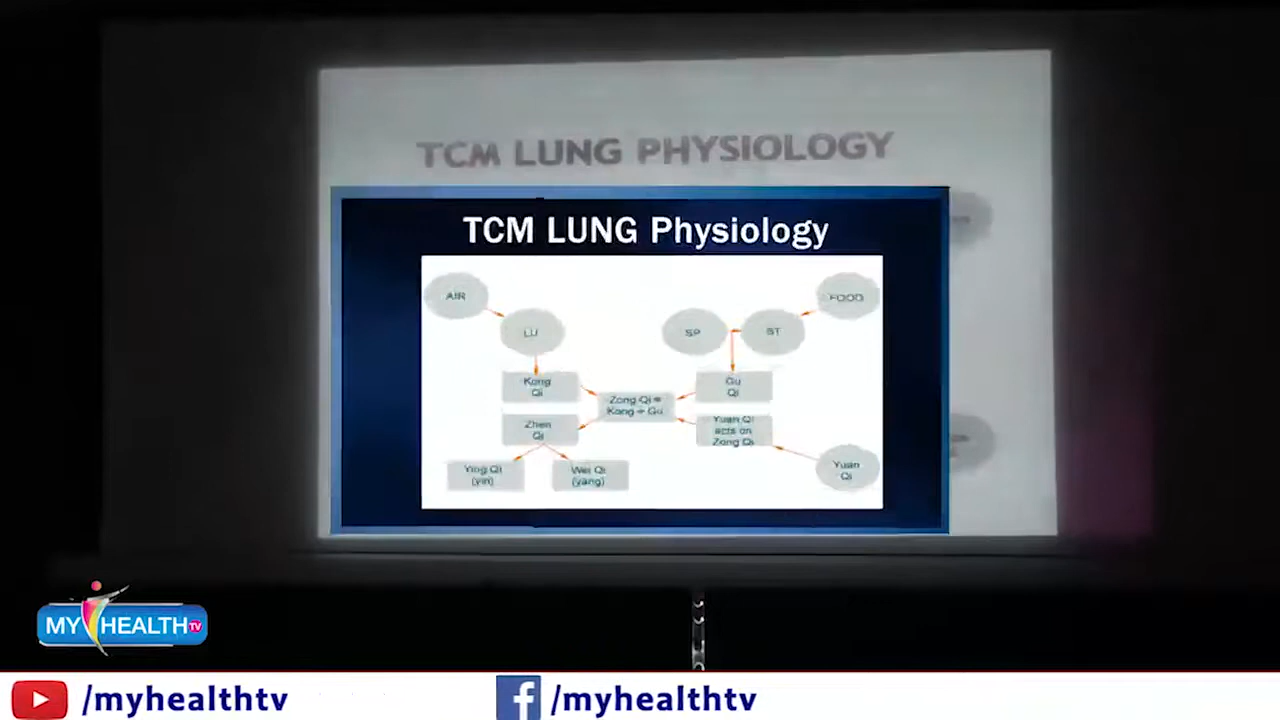 TCM LUNG PHYSIOLOGY
TCM LUNG Physiology
AIR
FOOD
LU
SP
ST
Kong
Qi
Gu
Qi
Zong Qi =
Kong + Gu
Zhen
Qi
Yuan Qi
acts on
Zong Qi
Ying Qi
(yin)
Wei Qi
(yang)
Yuan
Qi
MY HEALTH TV
/myhealthtv
/myhealthtv